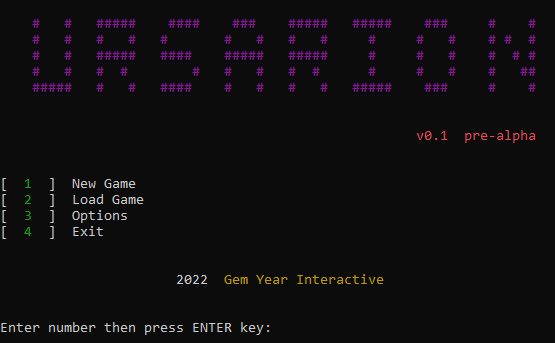 URSARION
v0.1 pre-alpha
[ 1 ] New Game
[ 2 ] Load Game
[ 3 ] Options
[ 4 ] Exit
2022 Gem Year Interactive
Enter number then press ENTER key: